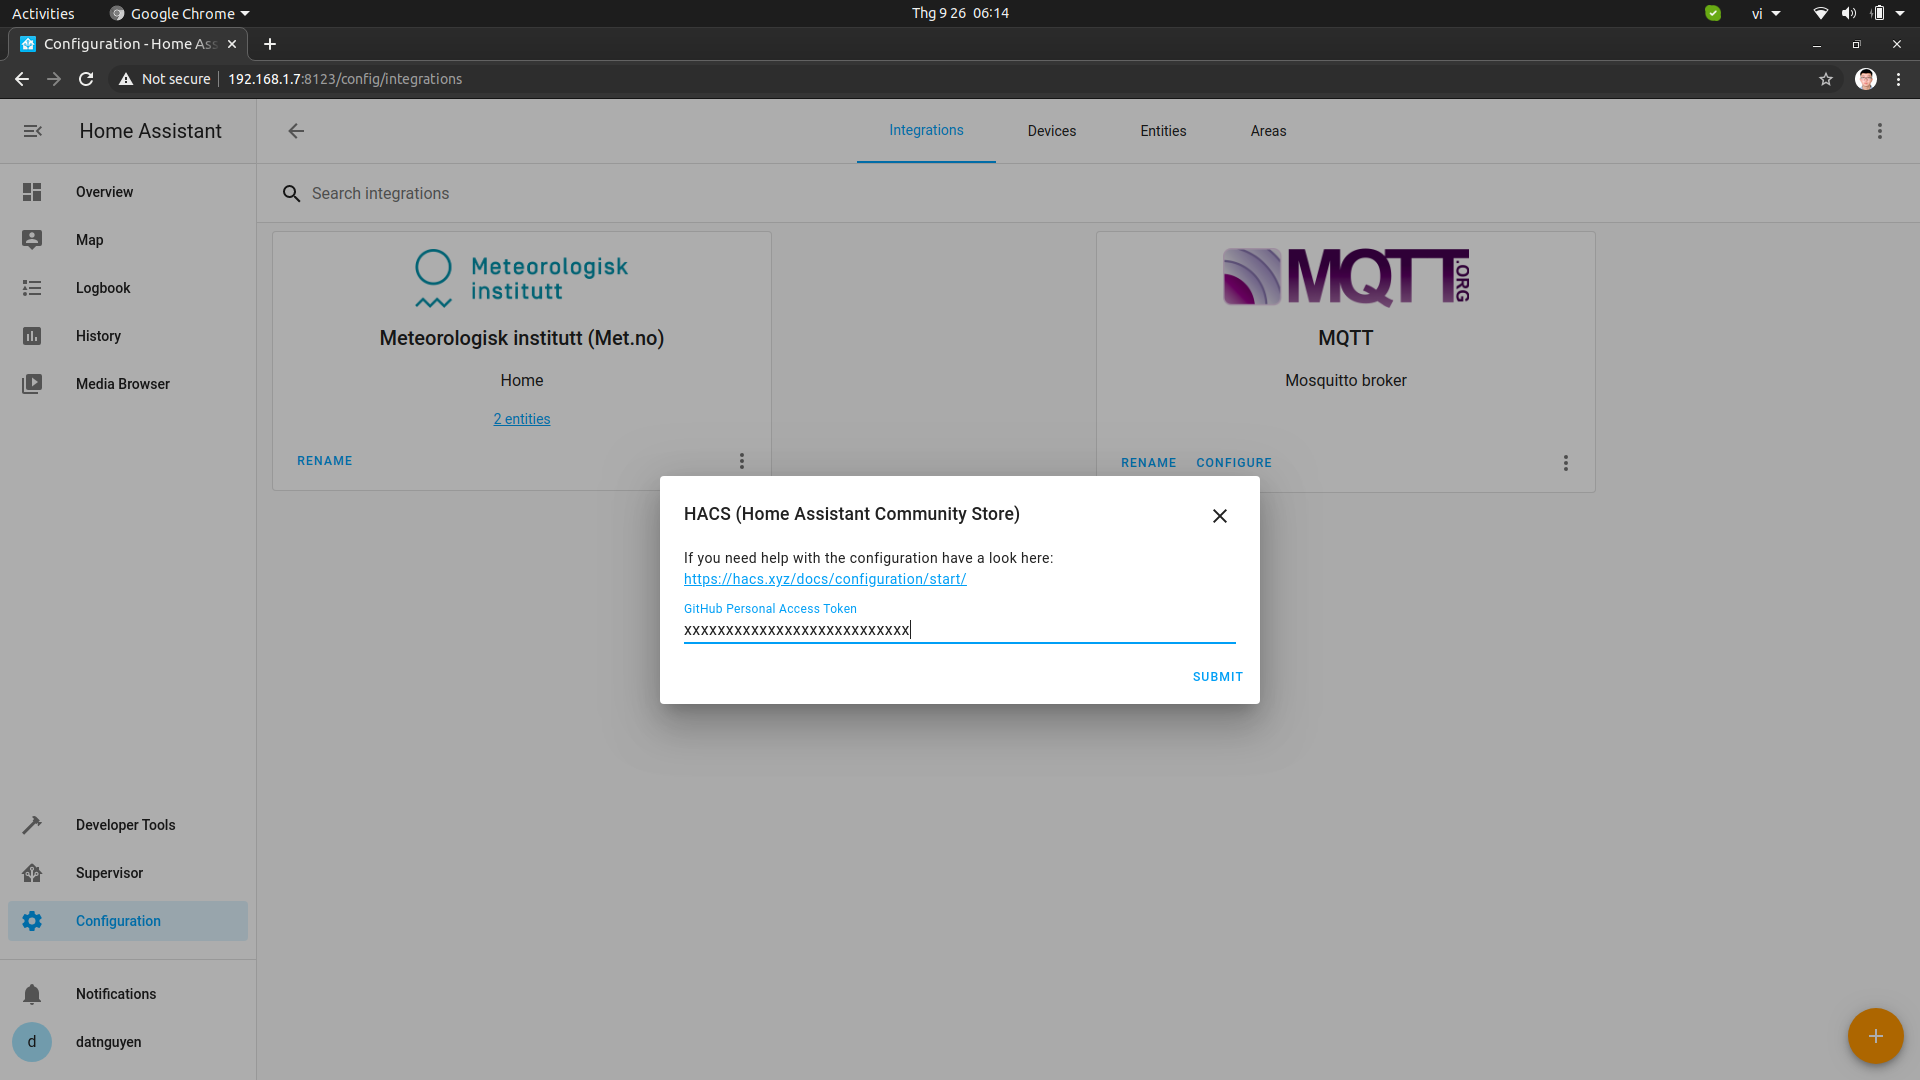 Activities
Google Chrome
Thg 9 26 06:14
vi
Configuration - Home Ass
Not secure
192.168.1.7:8123/config/integrations
Home Assistant
Integrations
Devices
Entities
Areas
Overview
Map
Logbook
History
Media Browser
Search integrations
Meteorologisk
institutt
Meteorologisk institutt (Met.no)
Home
2 entities
RENAME
MQTT
.ORG
MQTT
Mosquitto broker
RENAME
CONFIGURE
HACS (Home Assistant Community Store)
If you need help with the configuration have a look here:
https://hacs.xyz/docs/configuration/start/
GitHub Personal Access Token
xxxxxxxxxxxxxxxxxxxxxxxxxxx
SUBMIT
Developer Tools
Supervisor
Configuration
Notifications
d
datnguyen